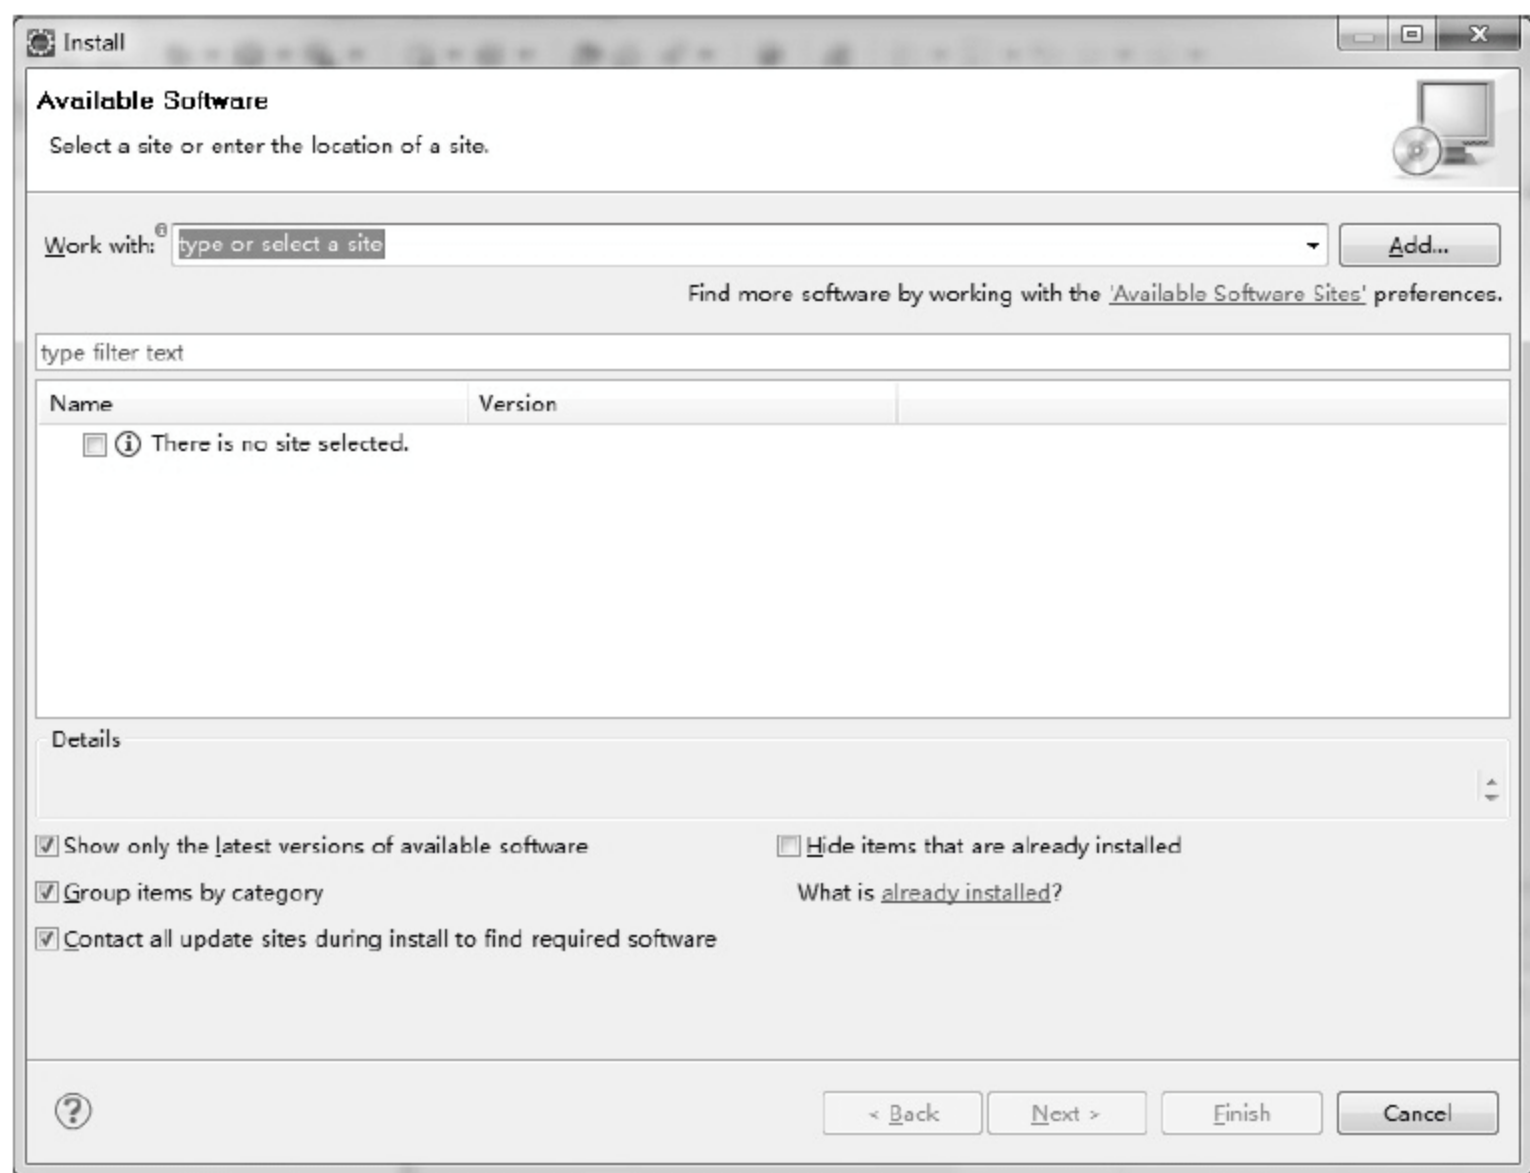 Install
Available Software
Select a site or enter the location of a site.
Work with: type or select a site Add...
Find more software by working with the 'Available Software Sites' preferences.
type filter text
Name Version
There is no site selected.
Details
Show only the latest versions of available software Hide items that are already installed
Group items by category What is already installed?
Contact all update sites during install to find required software
< Back Next > Finish Cancel